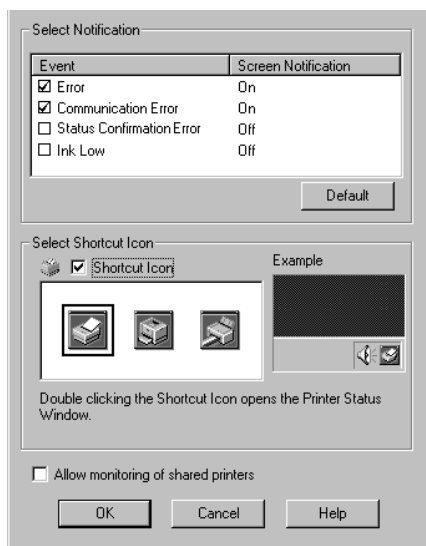 Select Notification
Event Screen Notification
Error On
Communication Error On
Status Confirmation Error Off
Ink Low Off
Default
Select Shortcut Icon
Shortcut Icon
Example
Double clicking the Shortcut Icon opens the Printer Status
Window.
Allow monitoring of shared printers
OK Cancel Help